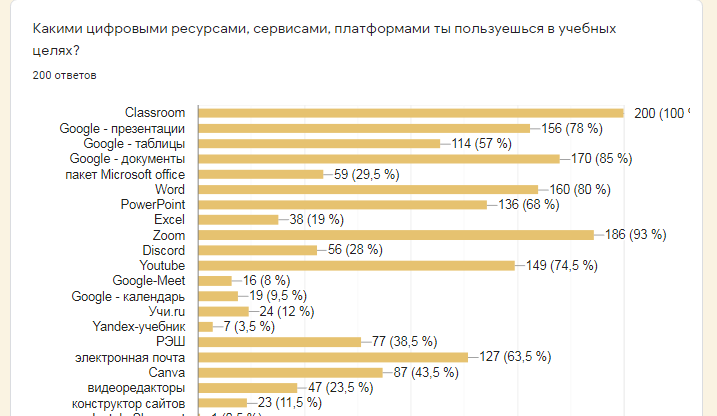 Какими цифровыми ресурсами, сервисами, платформами ты пользуешься в учебных
целях?
200 ответов
Classroom 200 (100 %
Google - презентации 156 (78 %)
Google - таблицы 114 (57 %)
Google - документы 170 (85 %)
пакет Microsoft office 59 (29,5 %)
Word 160 (80 %)
PowerPoint 136 (68 %)
Excel 38 (19 %)
Zoom 186 (93 %)
Discord 56 (28 %)
Youtube 149 (74,5 %)
Google-Meet 16 (8 %)
Google - календарь 19 (9,5 %)
Учи.ru 24 (12 %)
Yandex-учебник 7 (3,5 %)
РЭШ 77 (38,5 %)
электронная почта 127 (63,5 %)
Canva 87 (43,5 %)
видеоредакторы 47 (23,5 %)
конструктор сайтов 23 (11,5 %)